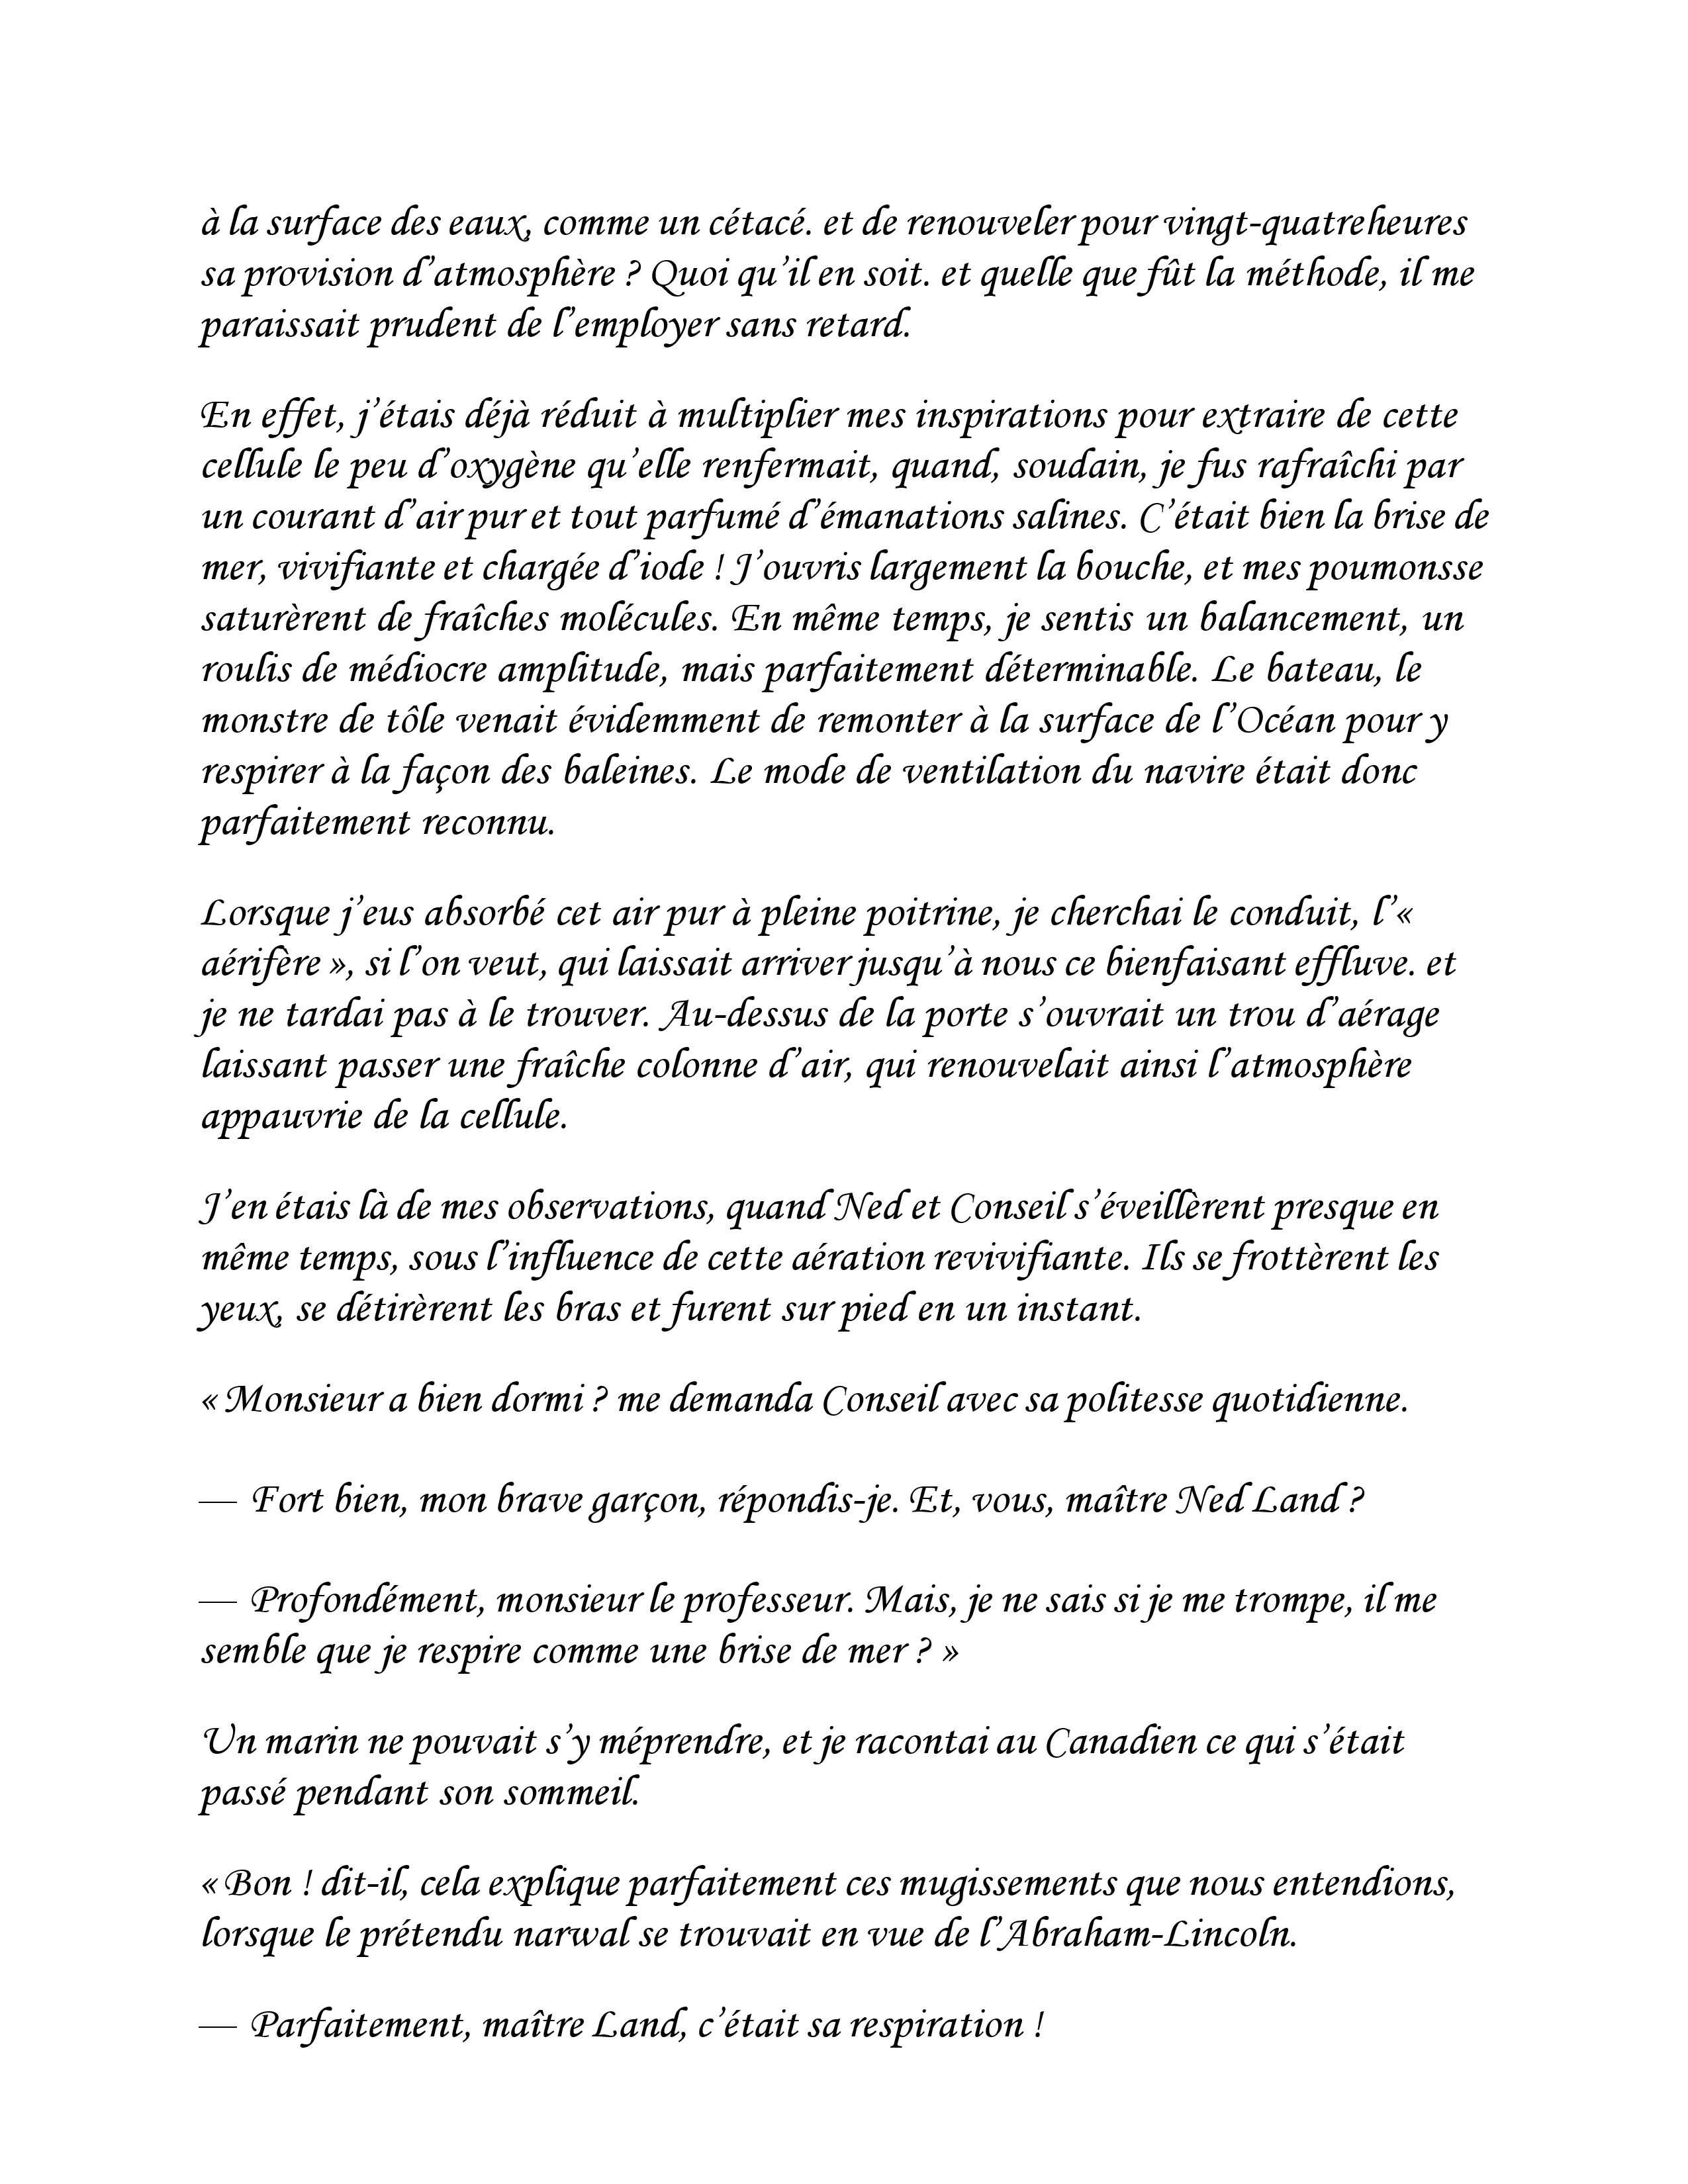 à la surface des eaux, comme un cétacé. et de renouveler pour vingt-quatreheures
sa provision d’atmosphère ? Quoi qu’il en soit. et quelle que fût la méthode, il me
paraissait prudent de l’employer sans retard.
En effet, j’étais déjà réduit à multiplier mes inspirations pour extraire de cette
cellule le peu d’oxygène qu’elle renfermait, quand, soudain, je fus rafraîchi par
un courant d’air pur et tout parfumé d’émanations salines. C’était bien la brise de
mer, vivifiante et chargée d’iode ! J’ouvris largement la bouche, et mes poumonsse
saturèrent de fraîches molécules. En même temps, je sentis un balancement, un
roulis de médiocre amplitude, mais parfaitement déterminable. Le bateau, le
monstre de tôle venait évidemment de remonter à la surface de l’Océan pour y
respirer à la façon des baleines. Le mode de ventilation du navire était donc
parfaitement reconnu.
Lorsque j’eus absorbé cet air pur à pleine poitrine, je cherchai le conduit, l’«
aérifère », si l’on veut, qui laissait arriver jusqu’à nous ce bienfaisant effluve. et
je ne tardai pas à le trouver. Au-dessus de la porte s’ouvrait un trou d’aérage
laissant passer une fraîche colonne d’air, qui renouvelait ainsi l’atmosphère
appauvrie de la cellule.
J’en étais là de mes observations, quand Ned et Conseil s’éveillèrent presque en
même temps, sous l’influence de cette aération revivifiante. Ils se frottèrent les
yeux, se détirèrent les bras et furent sur pied en un instant.
« Monsieur a bien dormi ? me demanda Conseil avec sa politesse quotidienne.
— Fort bien, mon brave garçon, répondis-je. Et, vous, maître Ned Land ?
— Profondément, monsieur le professeur. Mais, je ne sais si je me trompe, il me
semble que je respire comme une brise de mer ? »
Un marin ne pouvait s’y méprendre, et je racontai au Canadien ce qui s’était
passé pendant son sommeil.
« Bon ! dit-il, cela explique parfaitement ces mugissements que nous entendions,
lorsque le prétendu narwal se trouvait en vue de l’Abraham-Lincoln.
— Parfaitement, maître Land, c’était sa respiration !